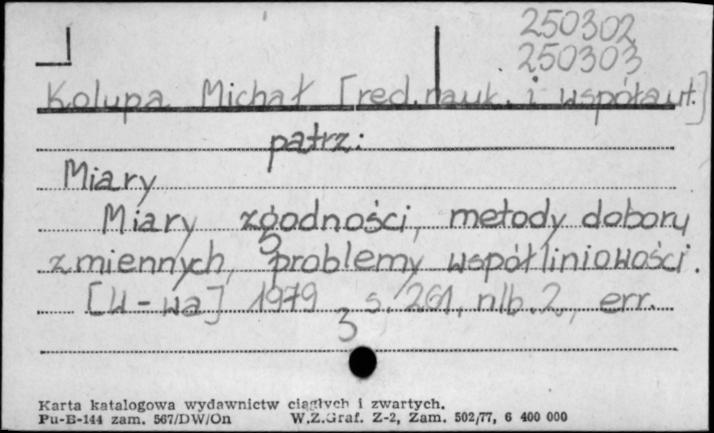 250302
250303
Kolupa Michał [red. nauk. i współaut.]
patrz:
Miary
Miary zgodności, metody doboru
zmiennych, problemy współliniowości.
[W-wa] 1979 s. 261, nlb. 2, err.
3
Karta katalogowa wydawnictw ciągłych i zwartych.
Pu-B-144 zam. 567/DW/On W.Z.Graf. Z-2, Zam. 502/77, 6 400 000